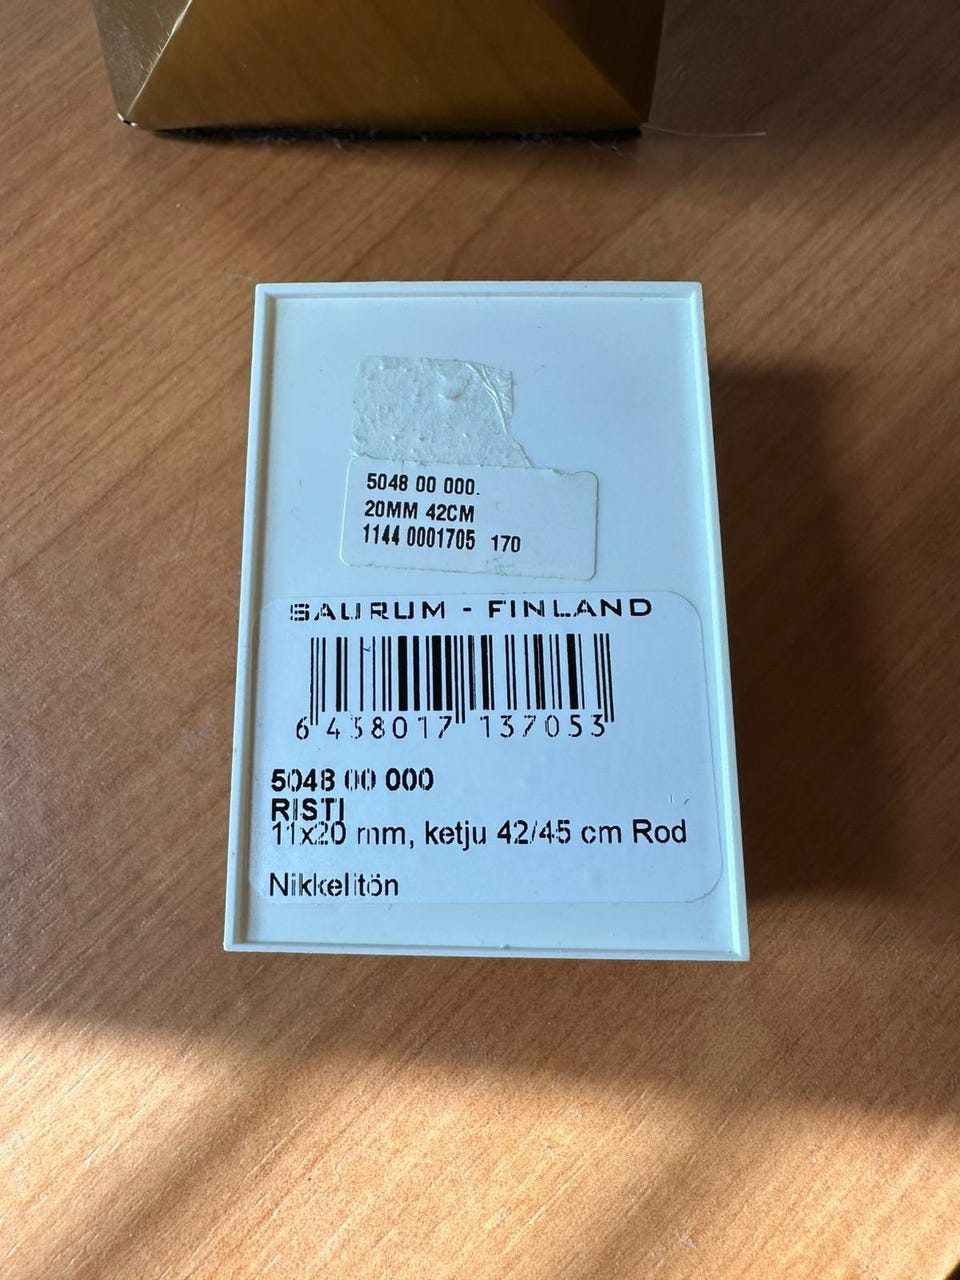 5048 00 000.
20MM 42CM
1144 0001705 170
SAURUM - FINLAND
6 438017 137053
5048 00 000
RISTI
11x20 mm, ketju 42/45 cm Rod
Nikkelitön